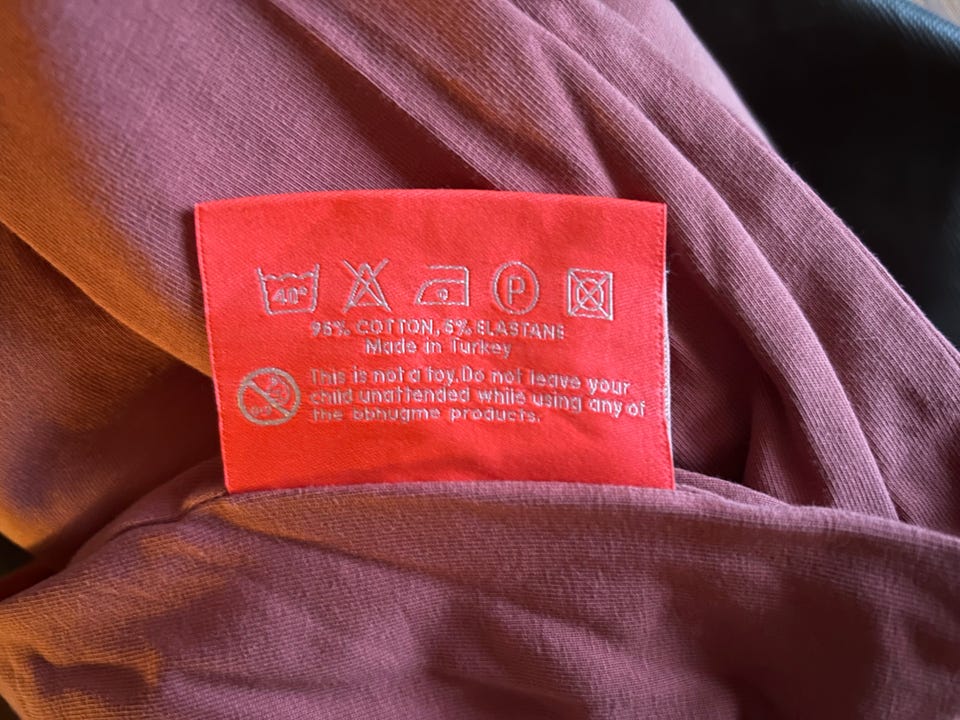 40°
P
95% COTTON, 5% ELASTANE
Made in Turkey
This is not a toy. Do not leave your
child unattended while using any of
the bbhugme products.